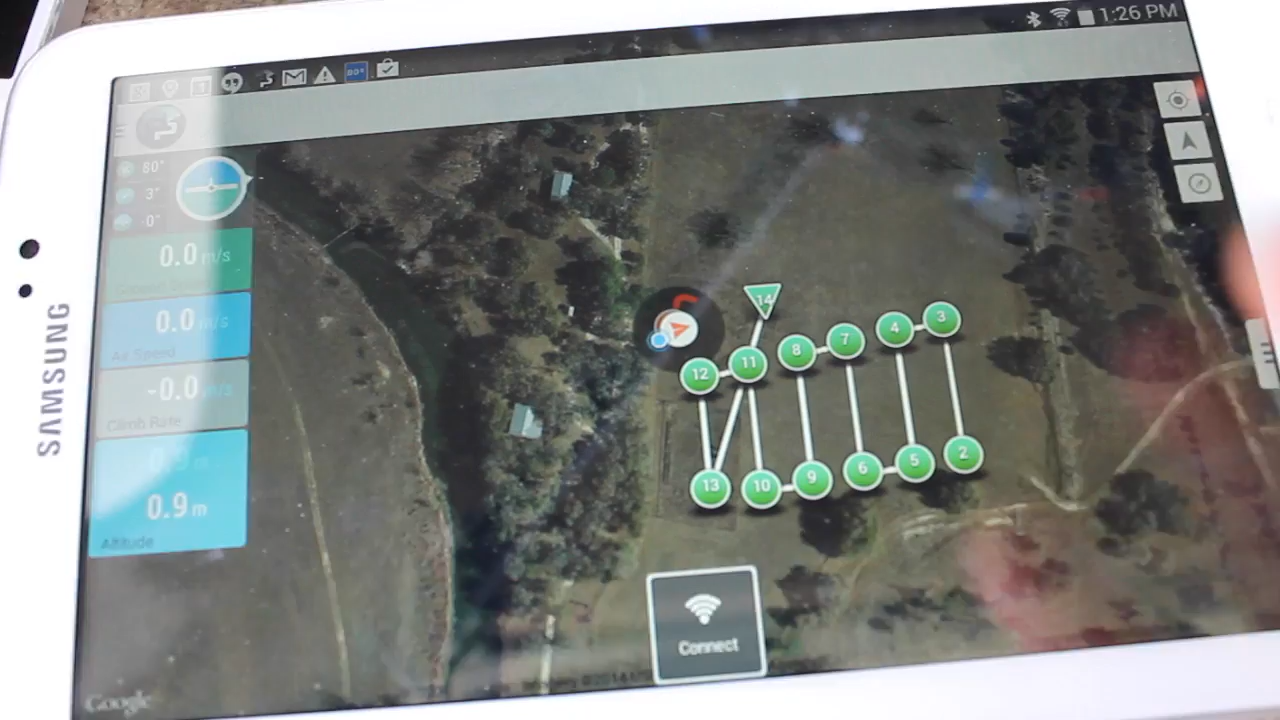 1:26 PM
80°
3°
-0°
0.0 m/s
0.0 m/s
Air Speed
-0.0 m/s
Climb Rate
0.9 m
Altitude
SAMSUNG
14
12
11
8
7
4
3
13
10
9
6
5
2
Connect
Google